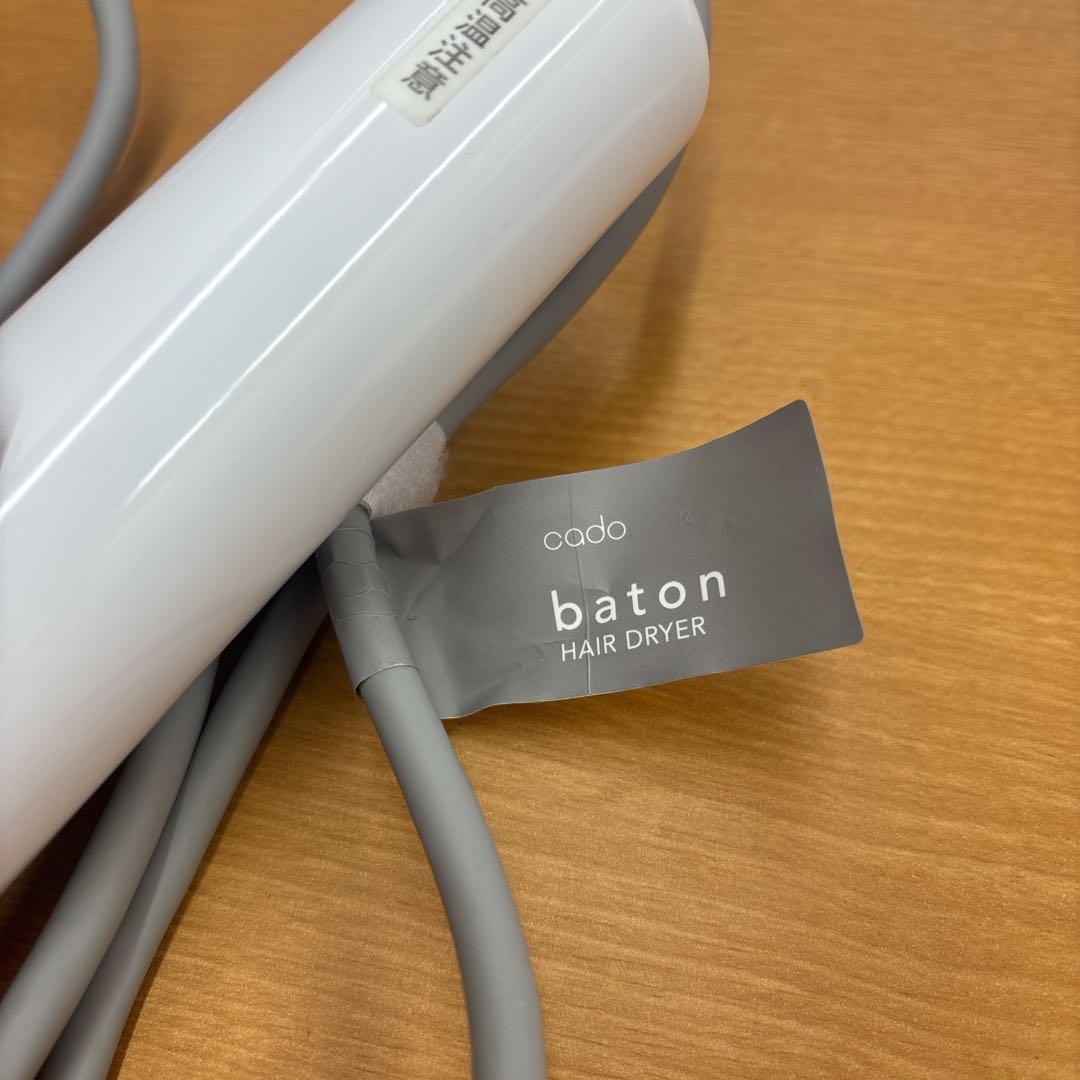 高温注意
cado
baton
HAIR DRYER